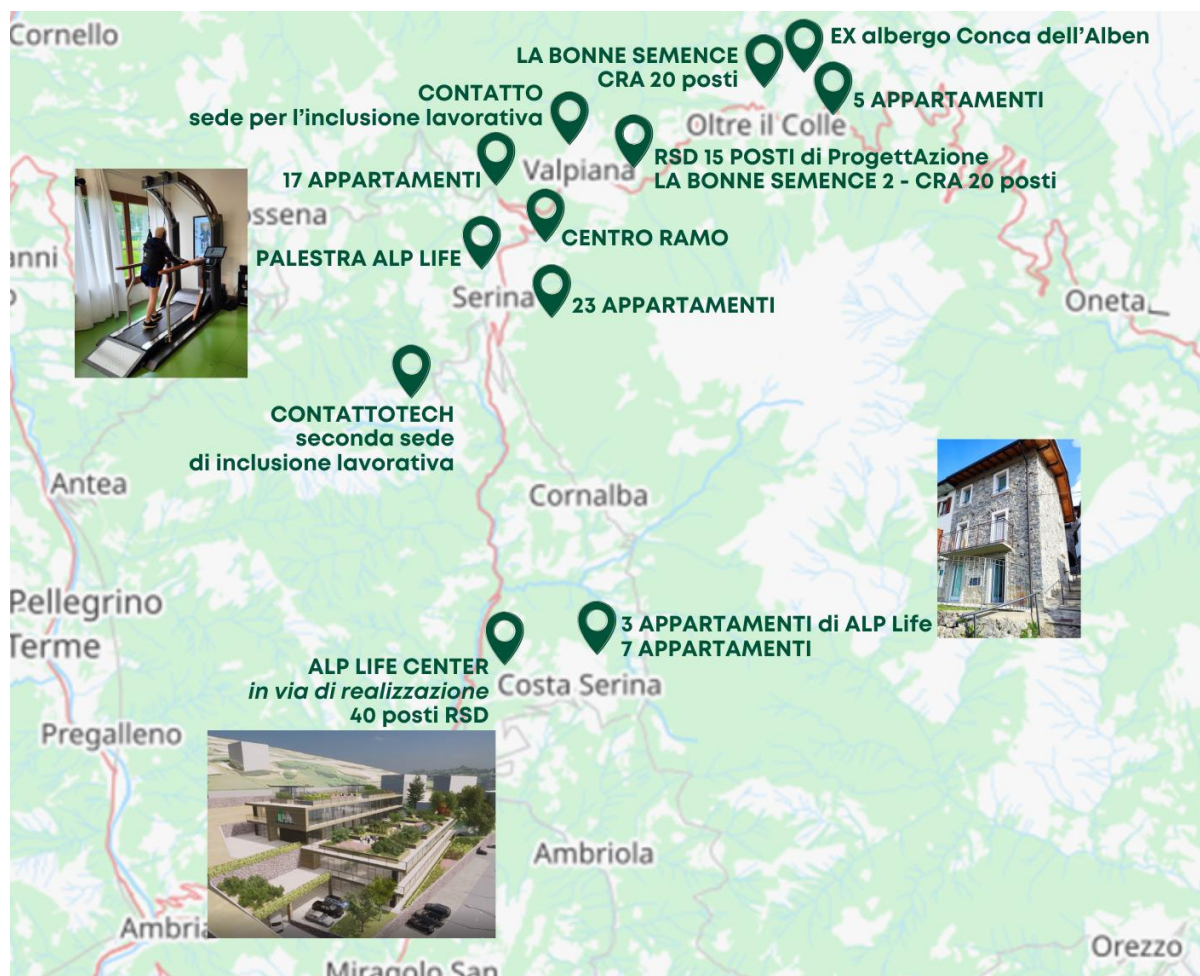 Cornello
EX albergo Conca dell'Alben
LA BONNE SEMENCE
CRA 20 posti
5 APPARTAMENTI
CONTATTO
sede per l'inclusione lavorativa
Oltre il Colle
RSD 15 POSTI di ProgettAzione
LA BONNE SEMENCE 2 - CRA 20 posti
17 APPARTAMENTI
Valpiana
ossena
CENTRO RAMO
anni
PALESTRA ALP LIFE
Serina
23 APPARTAMENTI
Oneta
CONTATTOTECH
seconda sede
di inclusione lavorativa
Antea
Cornalba
Pellegrino
Terme
3 APPARTAMENTI di ALP Life
7 APPARTAMENTI
ALP LIFE CENTER
in via di realizzazione
40 posti RSD
Costa Serina
Pregalleno
Ambriola
Ambria
Orezzo
Miragolo San